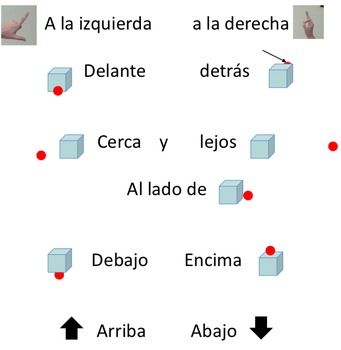 A la izquierda a la derecha
Delante detrás
Cerca y lejos
Al lado de
Debajo Encima
Arriba Abajo